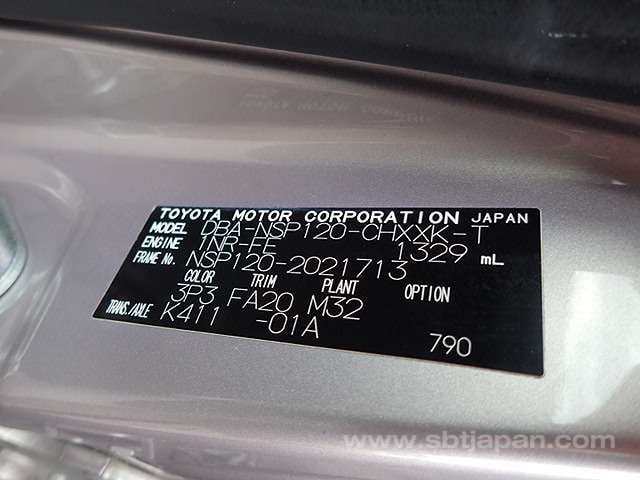 TOYOTA MOTOR CORPORATION JAPAN
MODEL DBA-NSP120-CHXXK-T
ENGINE 1NR-FE 1329 mL
FRAME No. NSP120-2021713
COLOR TRIM PLANT OPTION
3P3 FA20 M32
TRANS./AXLE K411 -01A
790
www.sbtjapan.com